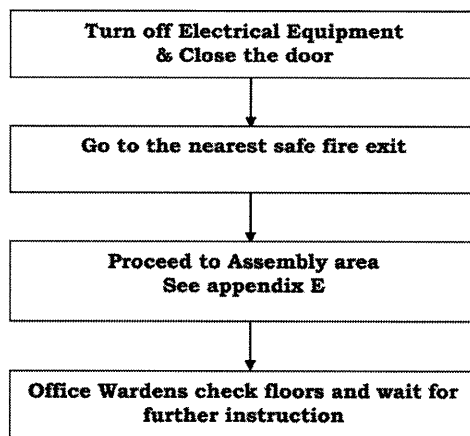 Turn off Electrical Equipment
& Close the door
Go to the nearest safe fire exit
Proceed to Assembly area
See appendix E
Office Wardens check floors and wait for
further instruction